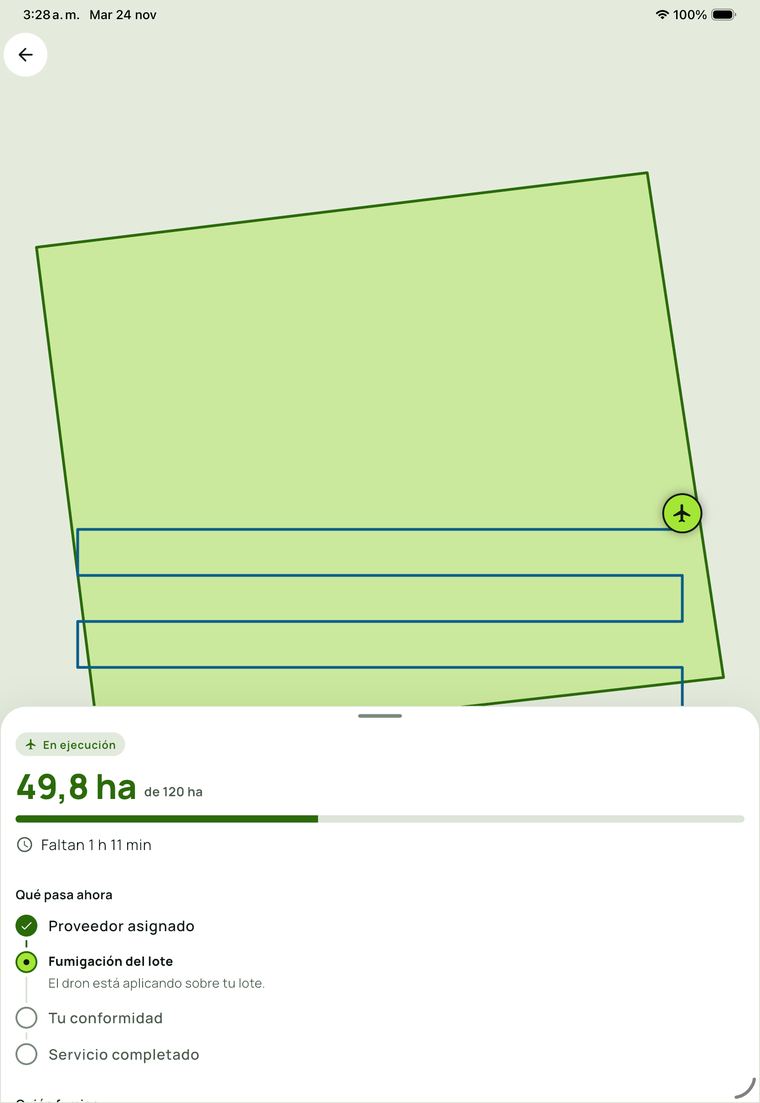 3:28 a. m. Mar 24 nov
100%
En ejecución
49,8 ha de 120 ha
Faltan 1 h 11 min
Qué pasa ahora
Proveedor asignado
Fumigación del lote
El dron está aplicando sobre tu lote.
Tu conformidad
Servicio completado